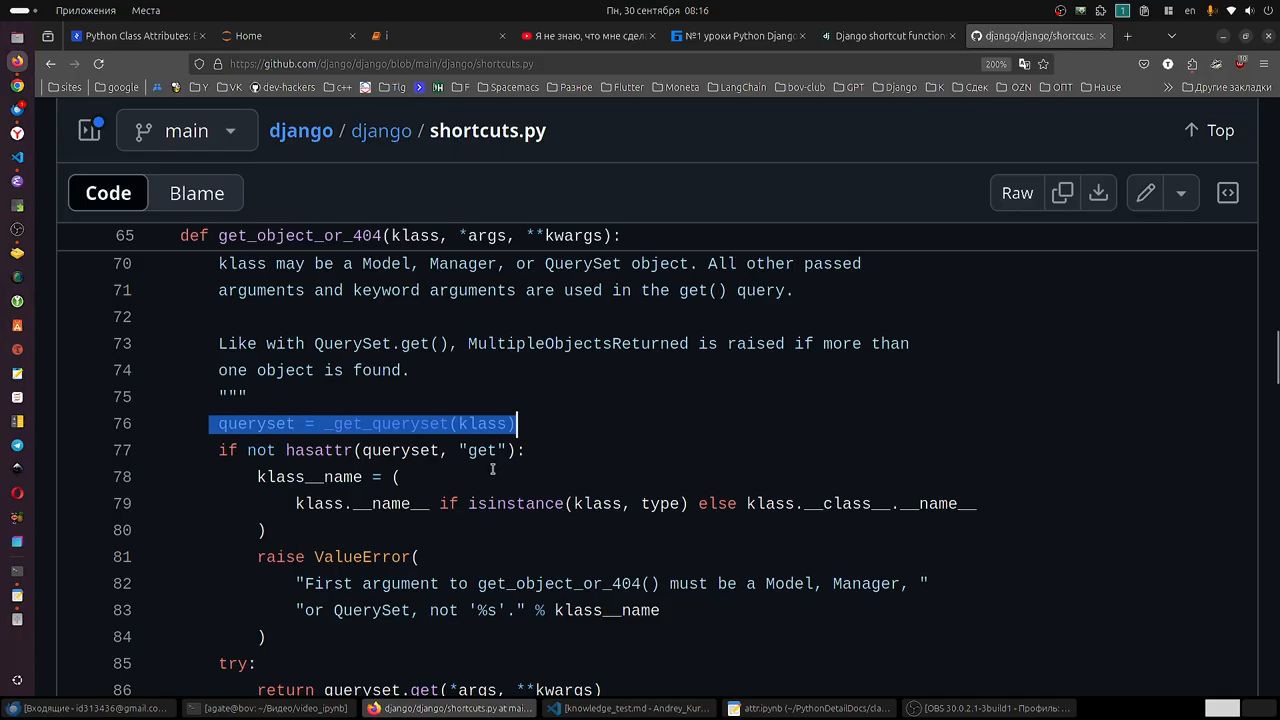 Приложения Места Пн, 30 сентября 08:16 1 en
Python Class Attributes: E Home i Я не знаю, что мне сдел №1 уроки Python Djang Django shortcut function django/django/shortcuts.
https://github.com/django/django/blob/main/django/shortcuts.py 200%
sites google Y VK dev-hackers c++ Tlg H F Spacemacs Разное Flutter Moneta LangChain bov-club GPT Django K Сдек OZN ОПТ Hause Другие закладки
main django / django / shortcuts.py Top
Code Blame Raw
65 def get_object_or_404(klass, *args, **kwargs):
70 klass may be a Model, Manager, or QuerySet object. All other passed
71 arguments and keyword arguments are used in the get() query.
72
73 Like with QuerySet.get(), MultipleObjectsReturned is raised if more than
74 one object is found.
75 """
76 queryset = _get_queryset(klass)
77 if not hasattr(queryset, "get"):
78 klass__name = (
79 klass.__name__ if isinstance(klass, type) else klass.__class__.__name__
80 )
81 raise ValueError(
82 "First argument to get_object_or_404() must be a Model, Manager, "
83 "or QuerySet, not '%s'." % klass__name
84 )
85 try:
86 return queryset.get(*args, **kwargs)
[Входящие - id313436@gmail.co... [agate@bov: ~/Видео/video_ipynb] django/django/shortcuts.py at mai... [knowledge_test.md - Andrey_Kur... attr.ipynb (~/PythonDetailDocs/cla... [OBS 30.0.2.1-3build1 - Профиль: ...